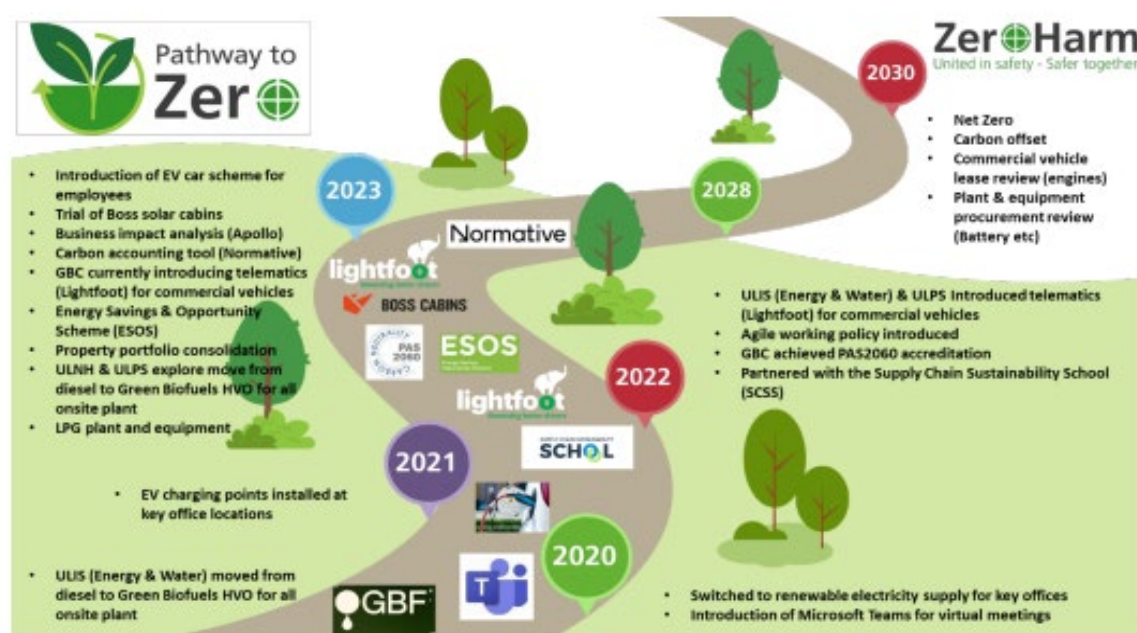 Pathway to
Zero
ZeroHarm
United in safety - Safer together
2030
• Net Zero
• Carbon offset
• Commercial vehicle
lease review (engines)
• Plant & equipment
procurement review
(Battery etc)
2028
2023
• Introduction of EV car scheme for
employees
• Trial of Boss solar cabins
• Business impact analysis (Apollo)
• Carbon accounting tool (Normative)
• GBC currently introducing telematics
(Lightfoot) for commercial vehicles
• Energy Savings & Opportunity
Scheme (ESOS)
• Property portfolio consolidation
• ULNH & ULPS explore move from
diesel to Green Biofuels HVO for all
onsite plant
• LPG plant and equipment
Normative
lightfoot
BOSS CABINS
PAS
2060
ESOS
lightfoot
2022
• ULIS (Energy & Water) & ULPS Introduced telematics
(Lightfoot) for commercial vehicles
• Agile working policy introduced
• GBC achieved PAS2060 accreditation
• Partnered with the Supply Chain Sustainability School
(SCSS)
SUPPLY CHAIN SUSTAINABILITY
SCHOOL
2021
• EV charging points installed at
key office locations
2020
• ULIS (Energy & Water) moved from
diesel to Green Biofuels HVO for all
onsite plant
GBF
T
• Switched to renewable electricity supply for key offices
• Introduction of Microsoft Teams for virtual meetings